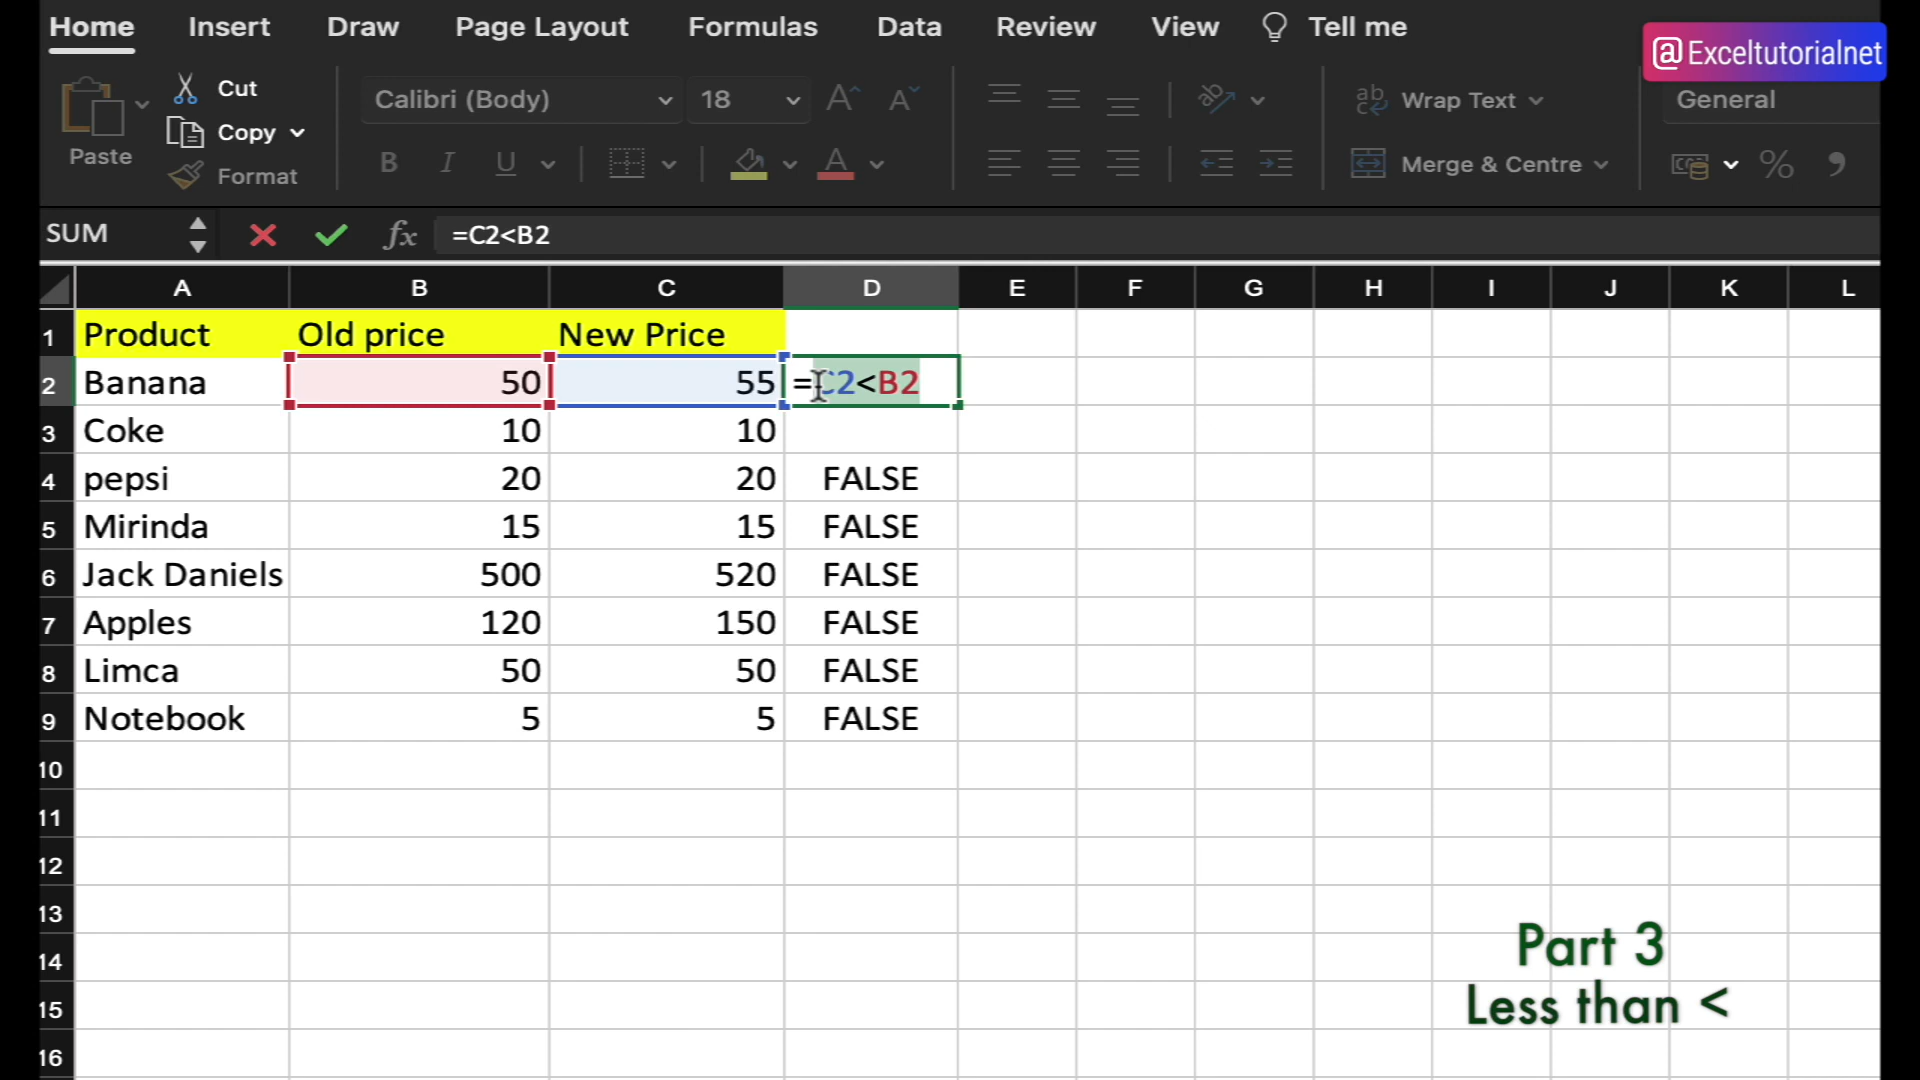 Home Insert Draw Page Layout Formulas Data Review View Tell me
@Exceltutorialnet
Cut
Calibri (Body) 18 A A ab Wrap Text General
Copy
Paste B I U A Merge & Centre % ,
Format
SUM fx =C2<B2
A B C D E F G H I J K L
1 Product Old price New Price
2 Banana 50 55 =C2<B2
3 Coke 10 10
4 pepsi 20 20 FALSE
5 Mirinda 15 15 FALSE
6 Jack Daniels 500 520 FALSE
7 Apples 120 150 FALSE
8 Limca 50 50 FALSE
9 Notebook 5 5 FALSE
10
11
12
13
14
15
16
Part 3
Less than <